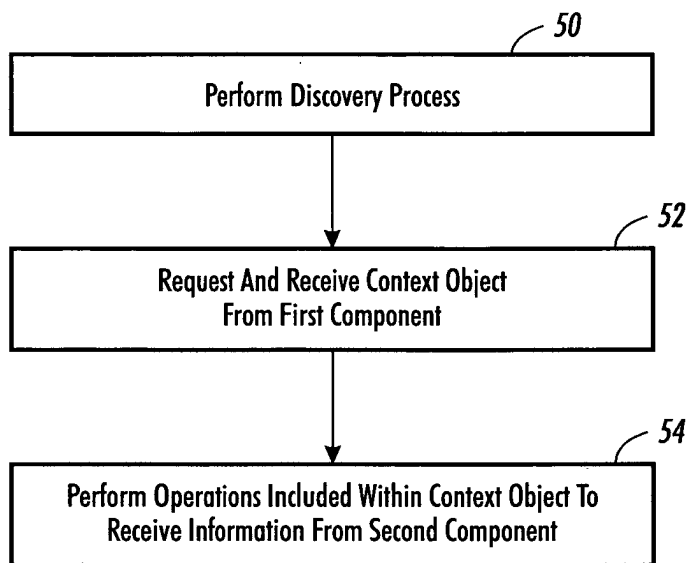 50
Perform Discovery Process
52
Request And Receive Context Object
From First Component
54
Perform Operations Included Within Context Object To
Receive Information From Second Component